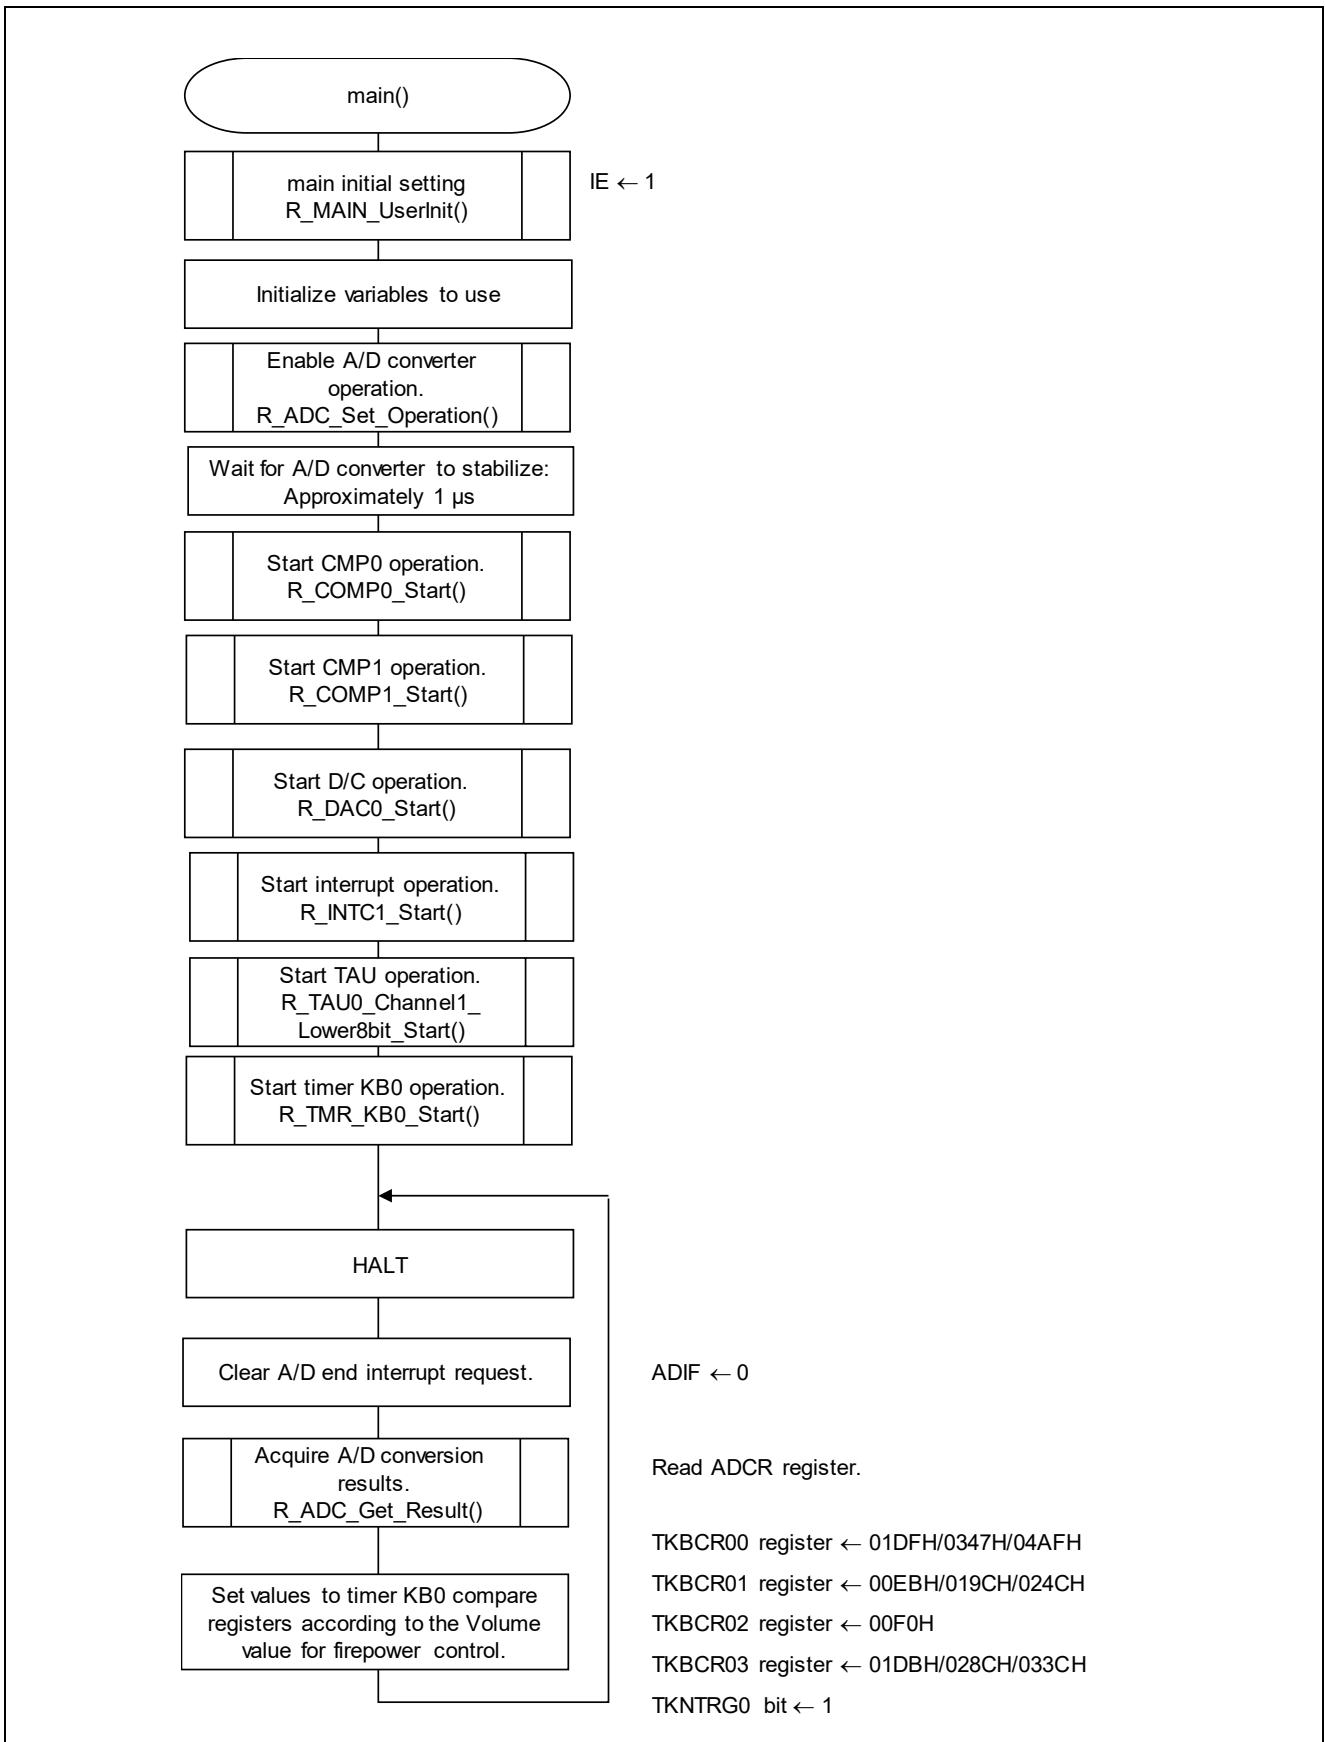 main()
main initial setting
R_MAIN_UserInit()
IE ← 1
Initialize variables to use
Enable A/D converter
operation.
R_ADC_Set_Operation()
Wait for A/D converter to stabilize:
Approximately 1 µs
Start CMP0 operation.
R_COMP0_Start()
Start CMP1 operation.
R_COMP1_Start()
Start D/C operation.
R_DAC0_Start()
Start interrupt operation.
R_INTC1_Start()
Start TAU operation.
R_TAU0_Channel1_
Lower8bit_Start()
Start timer KB0 operation.
R_TMR_KB0_Start()
HALT
Clear A/D end interrupt request.
ADIF ← 0
Acquire A/D conversion
results.
R_ADC_Get_Result()
Read ADCR register.
Set values to timer KB0 compare
registers according to the Volume
value for firepower control.
TKBCR00 register ← 01DFH/0347H/04AFH
TKBCR01 register ← 00EBH/019CH/024CH
TKBCR02 register ← 00F0H
TKBCR03 register ← 01DBH/028CH/033CH
TKNTRG0 bit ← 1